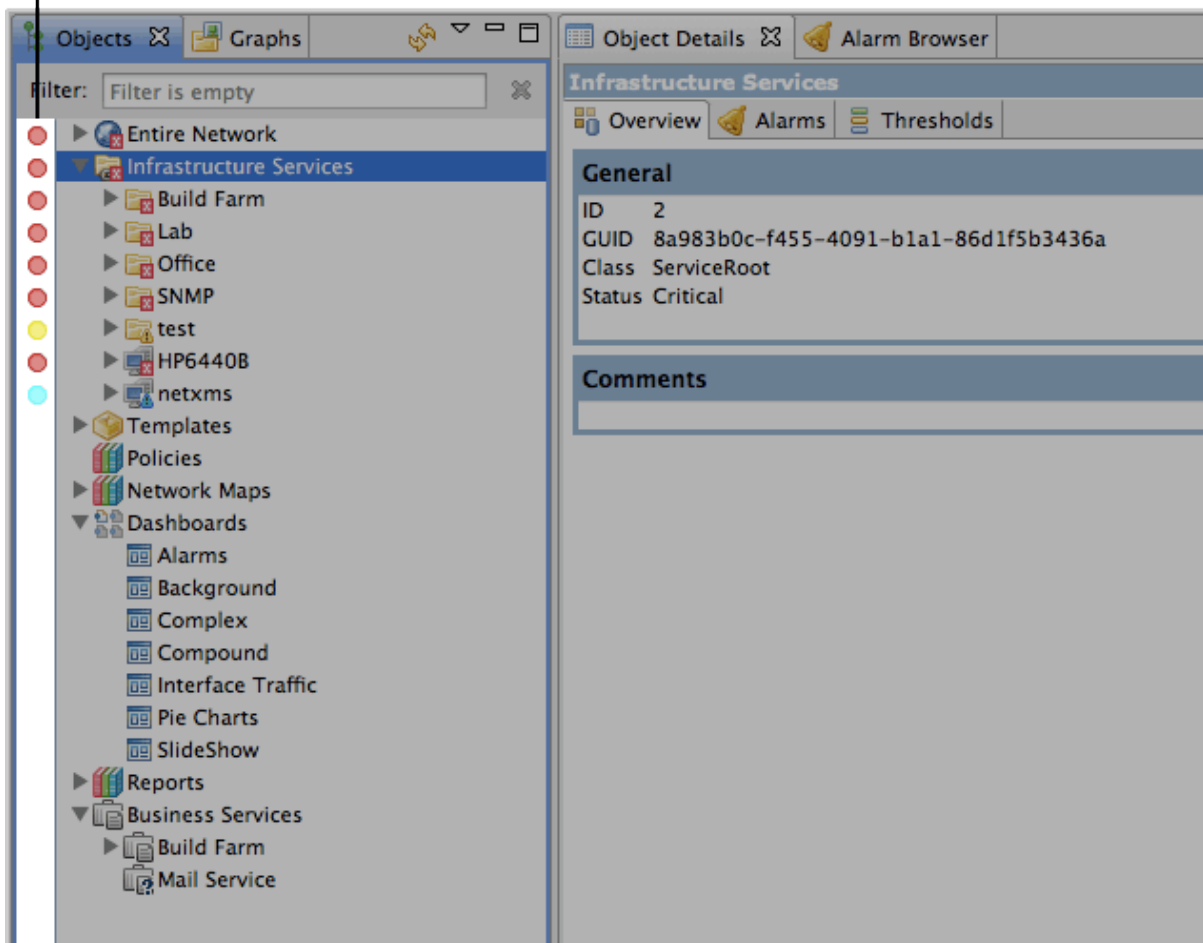 Objects Graphs
Filter: Filter is empty
Entire Network
Infrastructure Services
Build Farm
Lab
Office
SNMP
test
HP6440B
netxms
Templates
Policies
Network Maps
Dashboards
Alarms
Background
Complex
Compound
Interface Traffic
Pie Charts
SlideShow
Reports
Business Services
Build Farm
Mail Service
Object Details Alarm Browser
Infrastructure Services
Overview Alarms Thresholds
General
ID 2
GUID 8a983b0c-f455-4091-b1a1-86d1f5b3436a
Class ServiceRoot
Status Critical
Comments